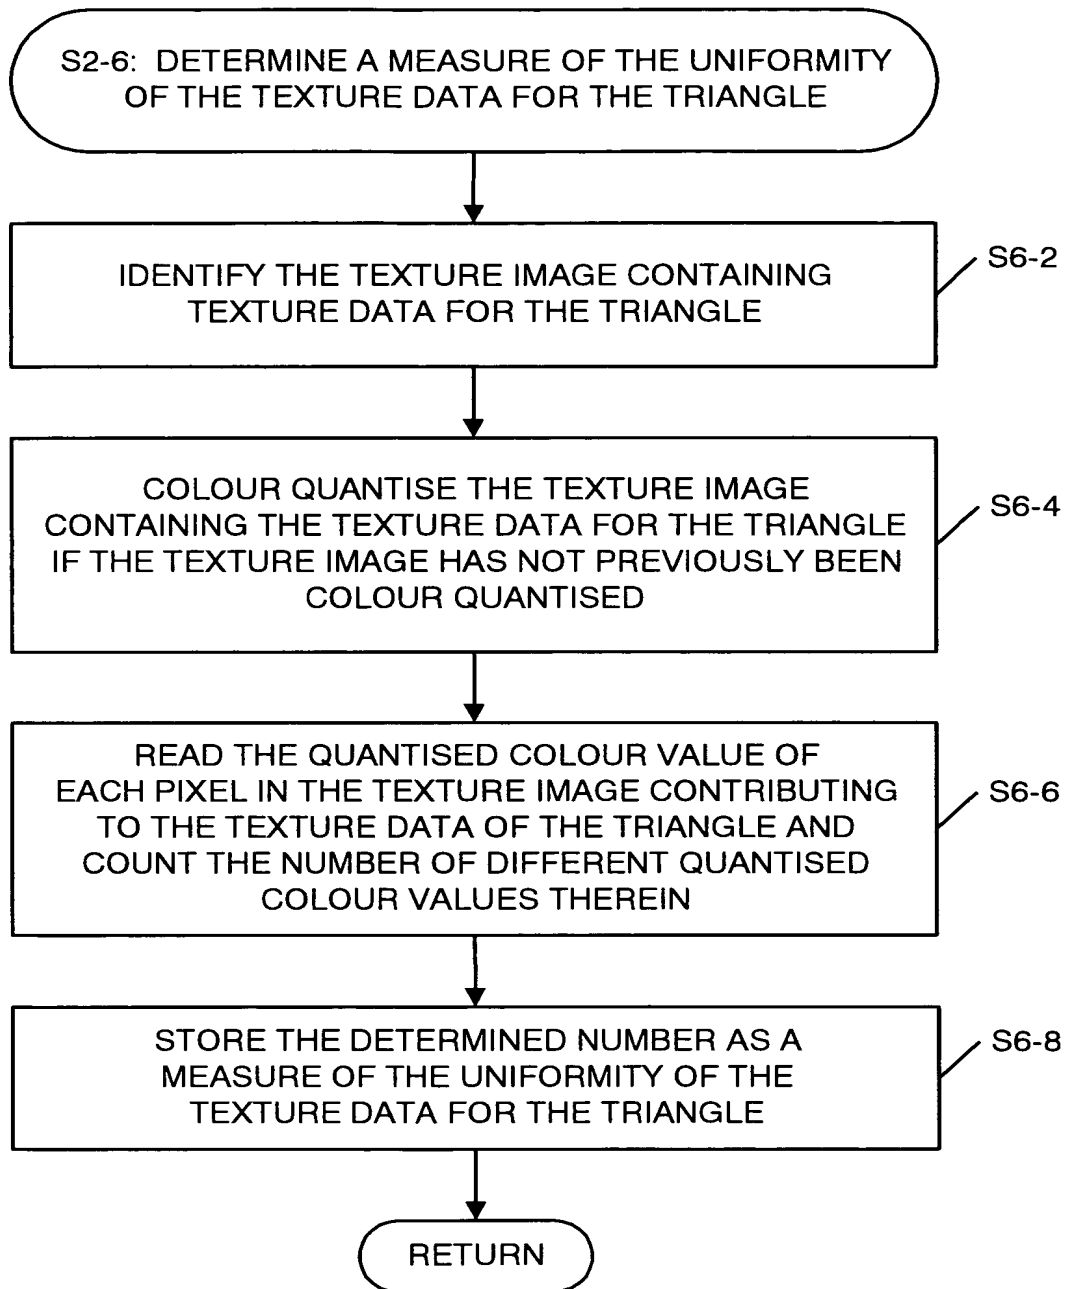 S2-6: DETERMINE A MEASURE OF THE UNIFORMITY
OF THE TEXTURE DATA FOR THE TRIANGLE
IDENTIFY THE TEXTURE IMAGE CONTAINING
TEXTURE DATA FOR THE TRIANGLE
S6-2
COLOUR QUANTISE THE TEXTURE IMAGE
CONTAINING THE TEXTURE DATA FOR THE TRIANGLE
IF THE TEXTURE IMAGE HAS NOT PREVIOUSLY BEEN
COLOUR QUANTISED
S6-4
READ THE QUANTISED COLOUR VALUE OF
EACH PIXEL IN THE TEXTURE IMAGE CONTRIBUTING
TO THE TEXTURE DATA OF THE TRIANGLE AND
COUNT THE NUMBER OF DIFFERENT QUANTISED
COLOUR VALUES THEREIN
S6-6
STORE THE DETERMINED NUMBER AS A
MEASURE OF THE UNIFORMITY OF THE
TEXTURE DATA FOR THE TRIANGLE
S6-8
RETURN